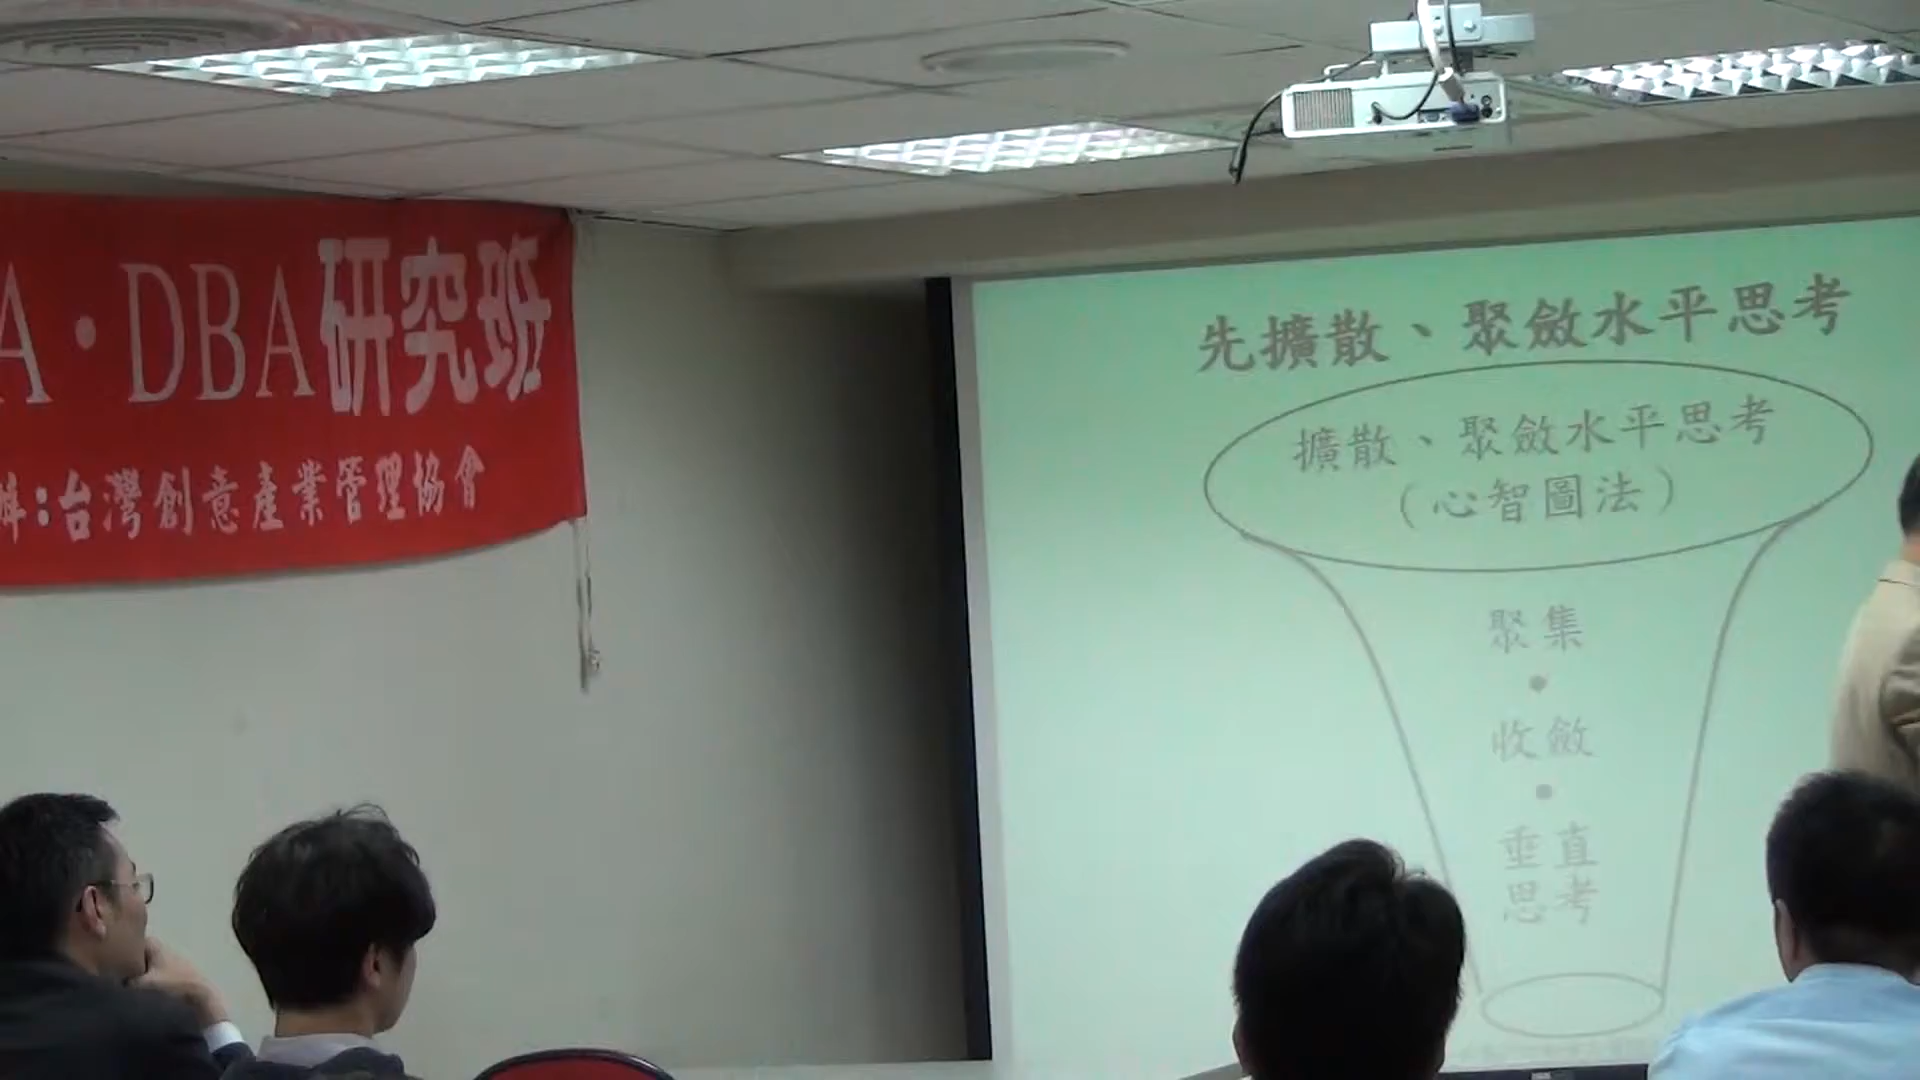 A·DBA研究班
辦:台灣創意產業管理協會
先擴散、聚斂水平思考
擴散、聚斂水平思考
(心智圖法)
聚集
•
收斂
•
垂直
思考